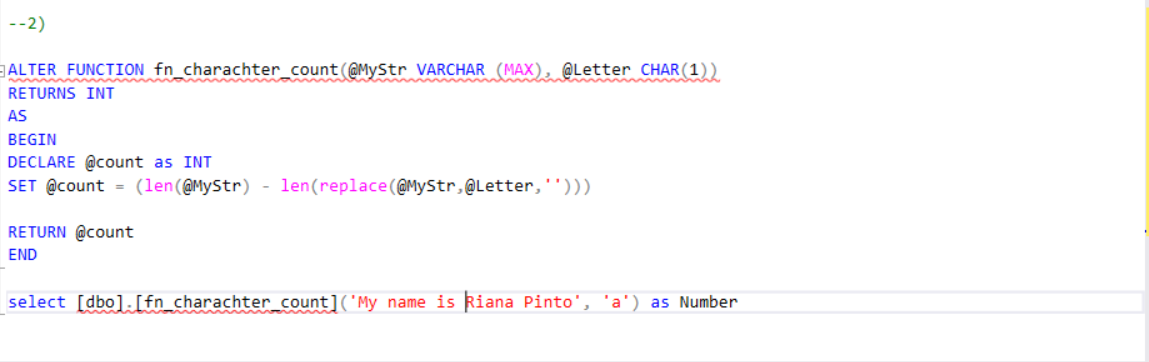 --2)
ALTER FUNCTION fn_charachter_count(@MyStr VARCHAR (MAX), @Letter CHAR(1))
RETURNS INT
AS
BEGIN
DECLARE @count as INT
SET @count = (len(@MyStr) - len(replace(@MyStr,@Letter,'')))
RETURN @count
END
select [dbo].[fn_charachter_count]('My name is Riana Pinto', 'a') as Number